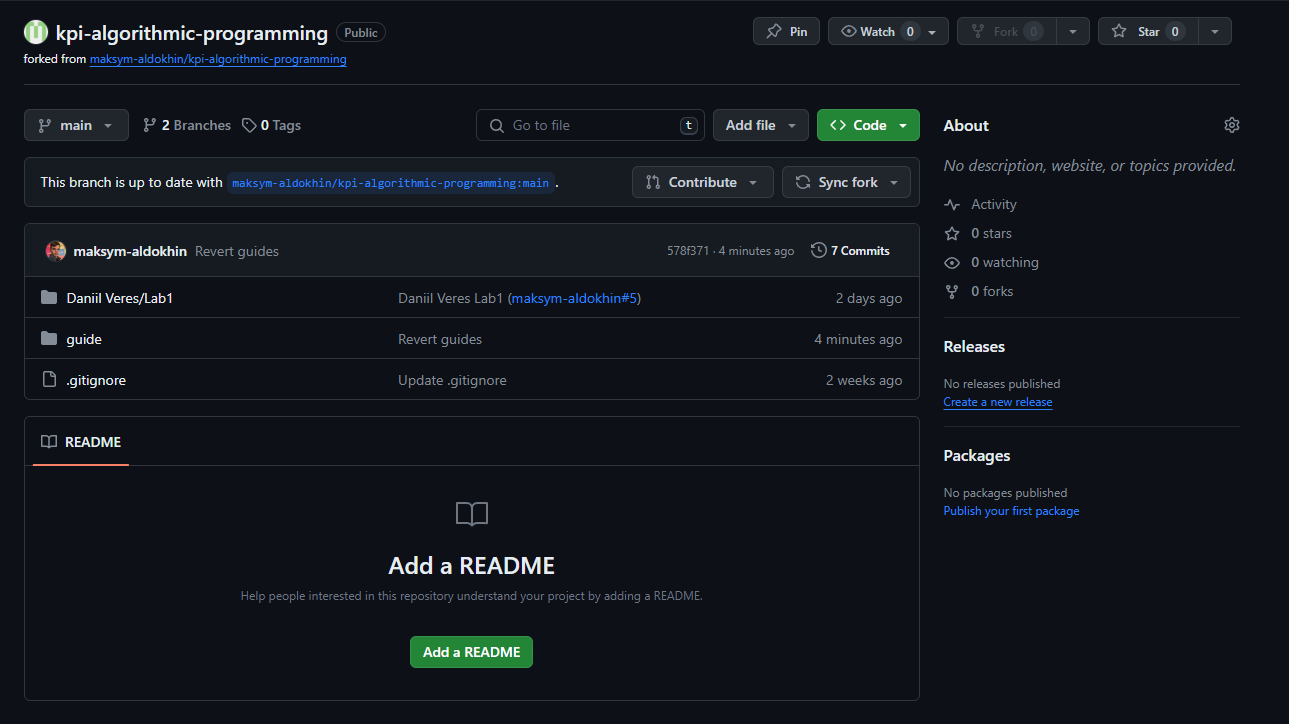 kpi-algorithmic-programming Public Pin Watch 0 Fork 0 Star 0
forked from maksym-aldokhin/kpi-algorithmic-programming
main 2 Branches 0 Tags Go to file t Add file Code
This branch is up to date with maksym-aldokhin/kpi-algorithmic-programming:main . Contribute Sync fork
maksym-aldokhin Revert guides 578f371 · 4 minutes ago 7 Commits
Daniil Veres/Lab1 Daniil Veres Lab1 (maksym-aldokhin#5) 2 days ago
guide Revert guides 4 minutes ago
.gitignore Update .gitignore 2 weeks ago
README
Add a README
Help people interested in this repository understand your project by adding a README.
Add a README
About
No description, website, or topics provided.
Activity
0 stars
0 watching
0 forks
Releases
No releases published
Create a new release
Packages
No packages published
Publish your first package